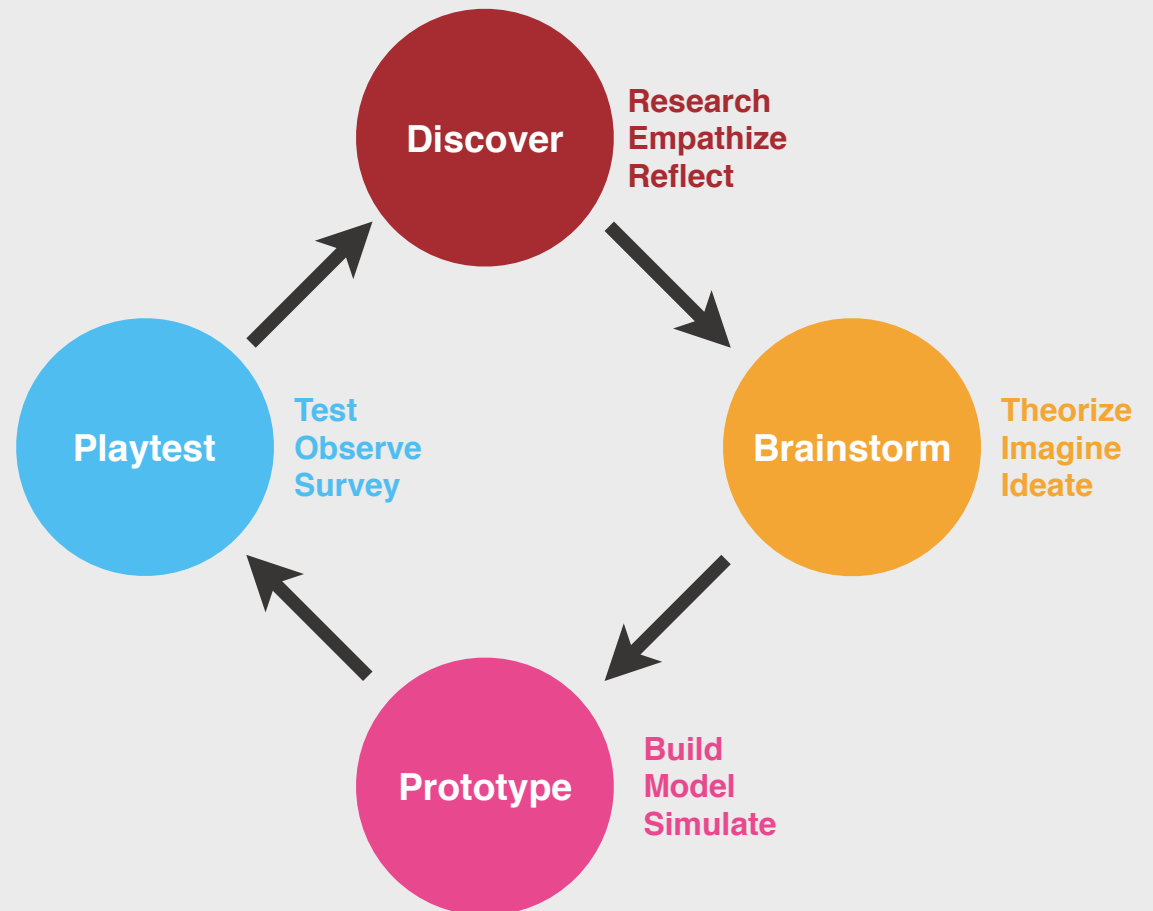 Discover
Research
Empathize
Reflect
Brainstorm
Theorize
Imagine
Ideate
Prototype
Build
Model
Simulate
Playtest
Test
Observe
Survey